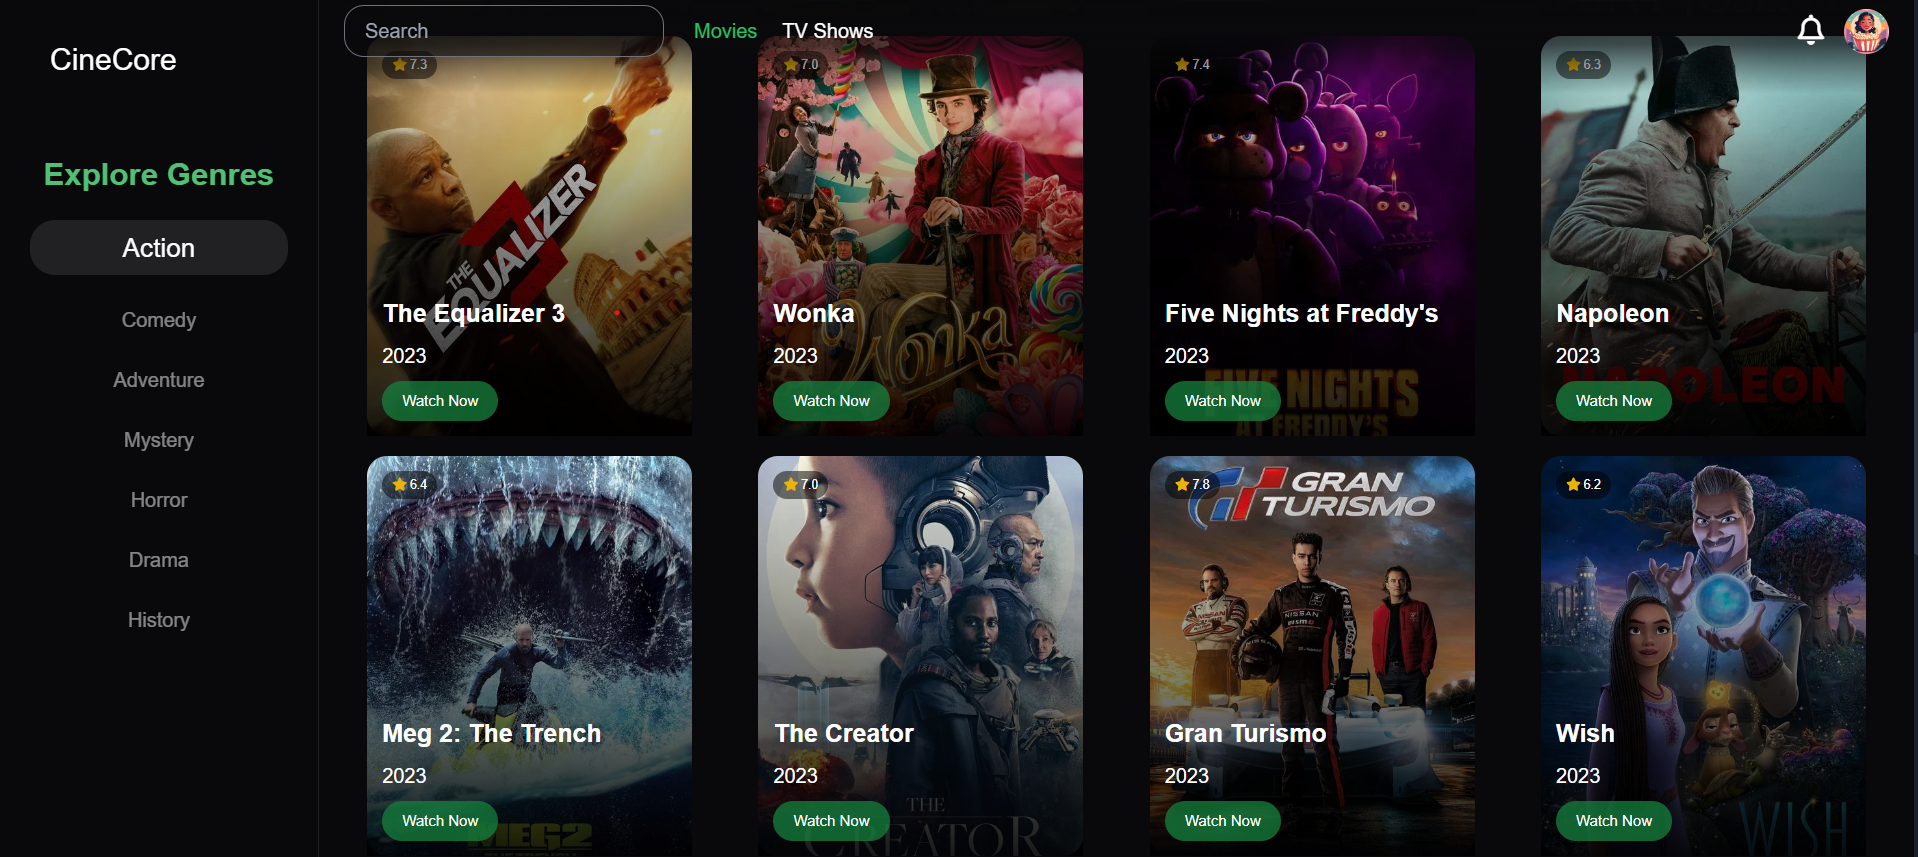 CineCore
Search
Movies
TV Shows
Explore Genres
Action
Comedy
Adventure
Mystery
Horror
Drama
History
7.3
THE
EQUALIZER
3
The Equalizer 3
2023
Watch Now
7.0
Wonka
Wonka
2023
Watch Now
7.4
Five Nights at Freddy's
2023
FIVE NIGHTS
AT FREDDY'S
Watch Now
6.3
Napoleon
2023
NAPOLEON
Watch Now
6.4
Meg 2: The Trench
2023
Watch Now
MEG2
7.0
The Creator
2023
THE
CREATOR
Watch Now
7.8
GRAN
TURISMO
NISSAN
NISSAN
nismo
Gran Turismo
2023
Watch Now
6.2
Wish
2023
WISH
Watch Now